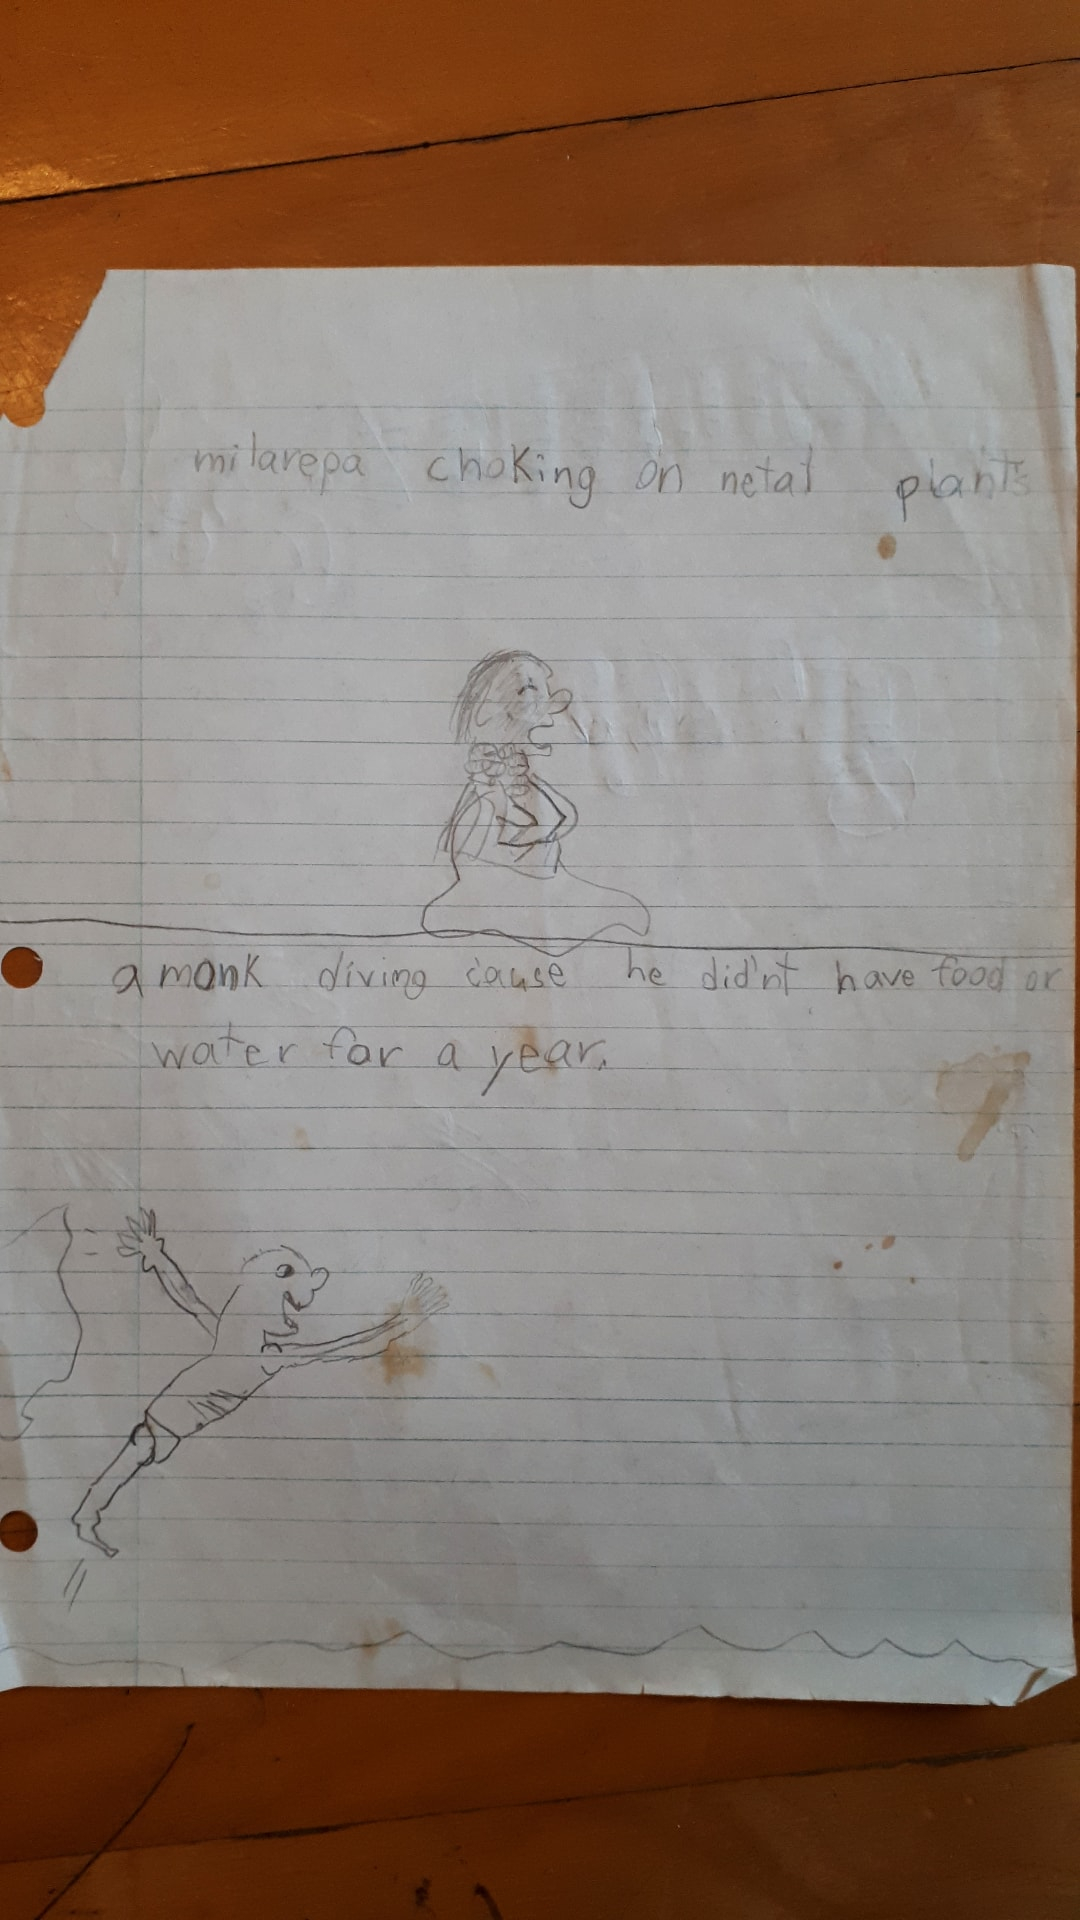 milarepa choking on netal plants
a monk diving cause he did'nt have food or
water for a year.